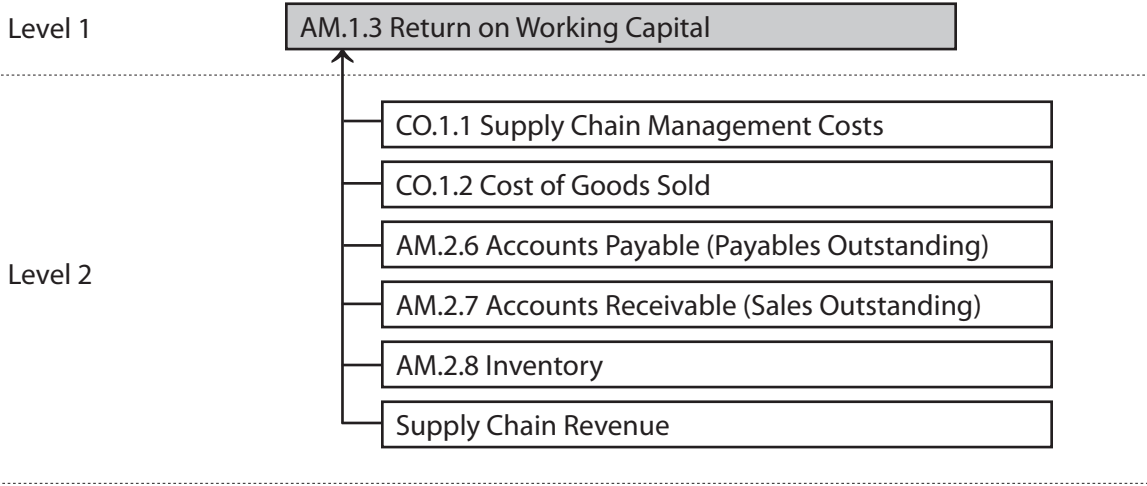 Level 1
AM.1.3 Return on Working Capital
CO.1.1 Supply Chain Management Costs
CO.1.2 Cost of Goods Sold
AM.2.6 Accounts Payable (Payables Outstanding)
Level 2
AM.2.7 Accounts Receivable (Sales Outstanding)
AM.2.8 Inventory
Supply Chain Revenue